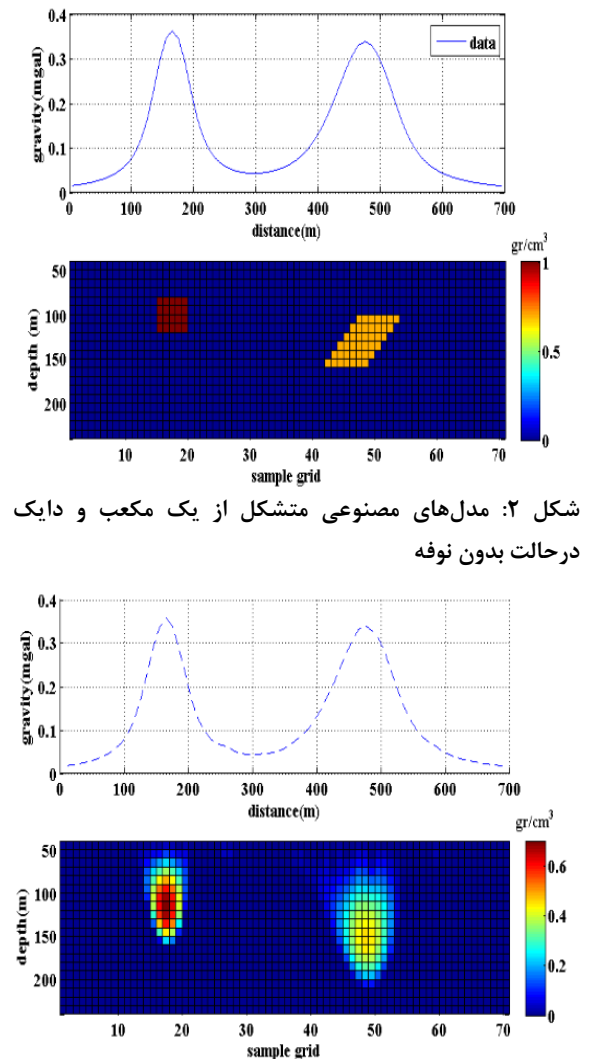 0.4
data
0.3
0.2
0.1
0
gravity(mgal)
0 100 200 300 400 500 600 700
distance(m)
gr/cm3
50
100
150
200
depth (m)
1
0.5
0
10 20 30 40 50 60 70
sample grid
شکل ۲: مدل‌های مصنوعی متشکل از یک مکعب و دایک
درحالت بدون نوفه
0.4
0.3
0.2
0.1
0
gravity(mgal)
0 100 200 300 400 500 600 700
distance(m)
gr/cm3
50
100
150
200
depth(m)
0.6
0.4
0.2
0
10 20 30 40 50 60 70
sample grid